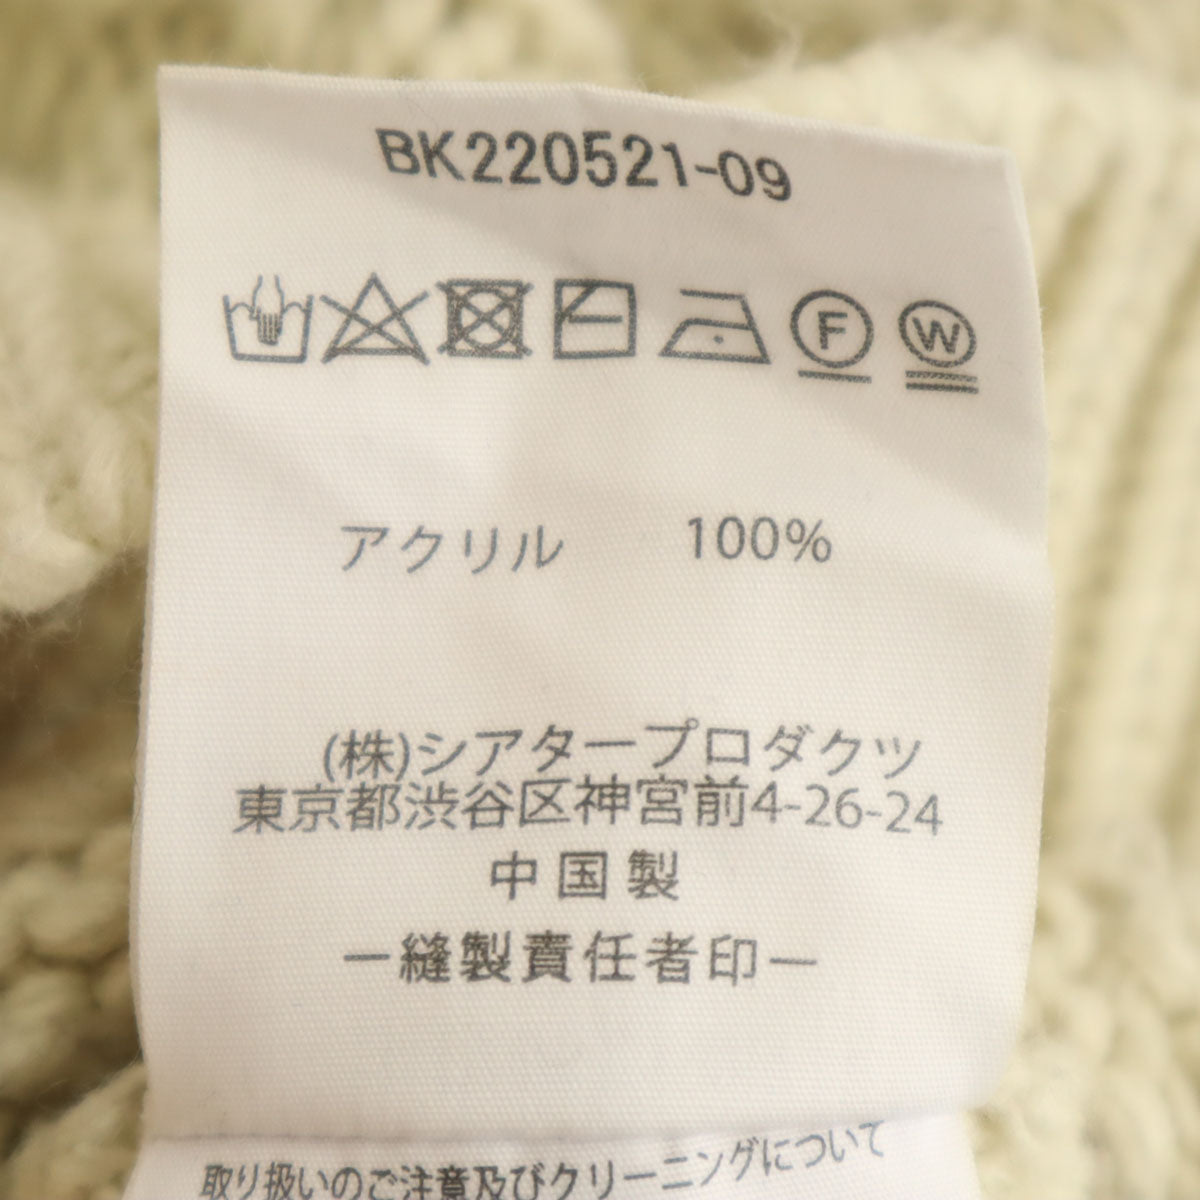 BK220521-09
F W
アクリル 100%
(株)シアタープロダクツ
東京都渋谷区神宮前4-26-24
中国製
ー縫製責任者印ー
取り扱いのご注意及びクリーニングについて